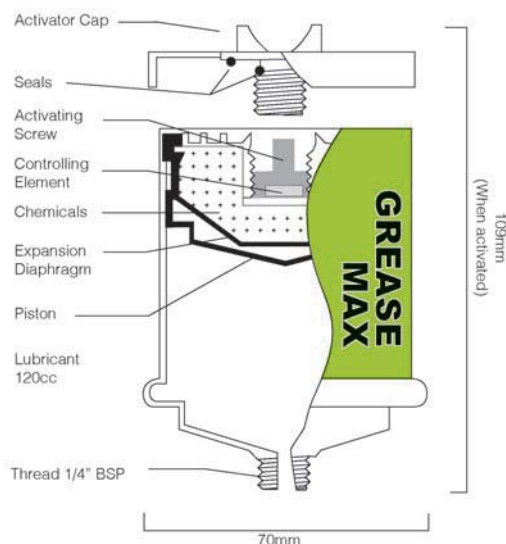 Activator Cap
Seals
Activating
Screw
Controlling
Element
Chemicals
Expansion
Diaphragm
Piston
Lubricant
120cc
Thread 1/4" BSP
70mm
GREASE
MAX
109mm
(When activated)